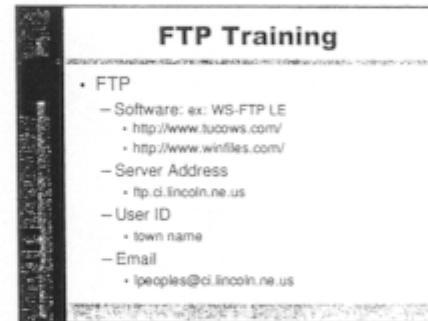 FTP Training
• FTP
– Software: ex: WS-FTP LE
• http://www.tucows.com/
• http://www.winfiles.com/
– Server Address
• ftp.ci.lincoln.ne.us
– User ID
• town name
– Email
• lpeoples@ci.lincoln.ne.us